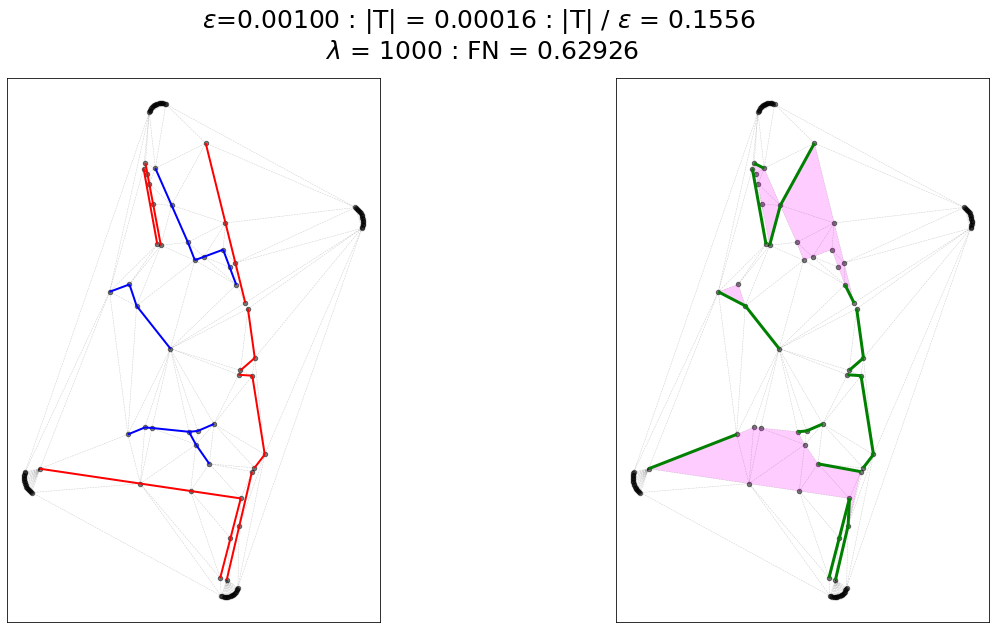 ε=0.00100 : |T| = 0.00016 : |T| / ε = 0.1556
λ = 1000 : FN = 0.62926